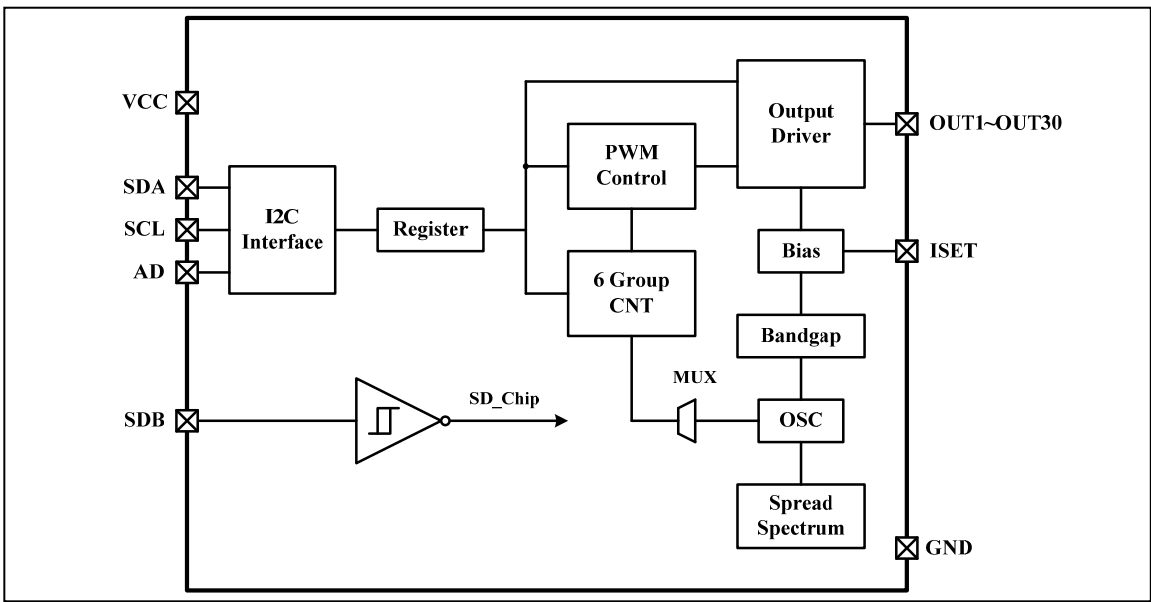 VCC
SDA
SCL
AD
SDB
I2C
Interface
Register
PWM
Control
6 Group
CNT
Output
Driver
OUT1~OUT30
Bias
ISET
Bandgap
MUX
OSC
SD_Chip
Spread
Spectrum
GND